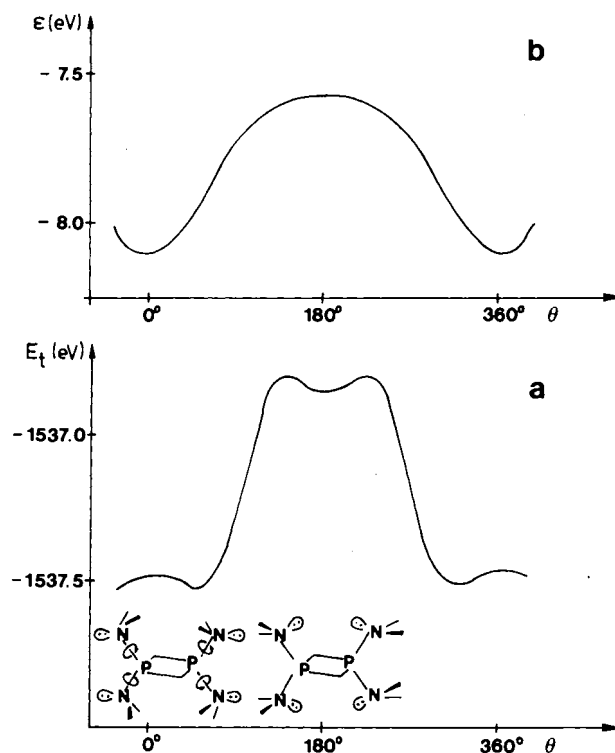 ε (eV)
b
- 7.5
- 8.0
0° 180° 360° θ
E_t (eV)
a
- 1537.0
- 1537.5
N N N N
P P P P
N N N N
0° 180° 360° θ